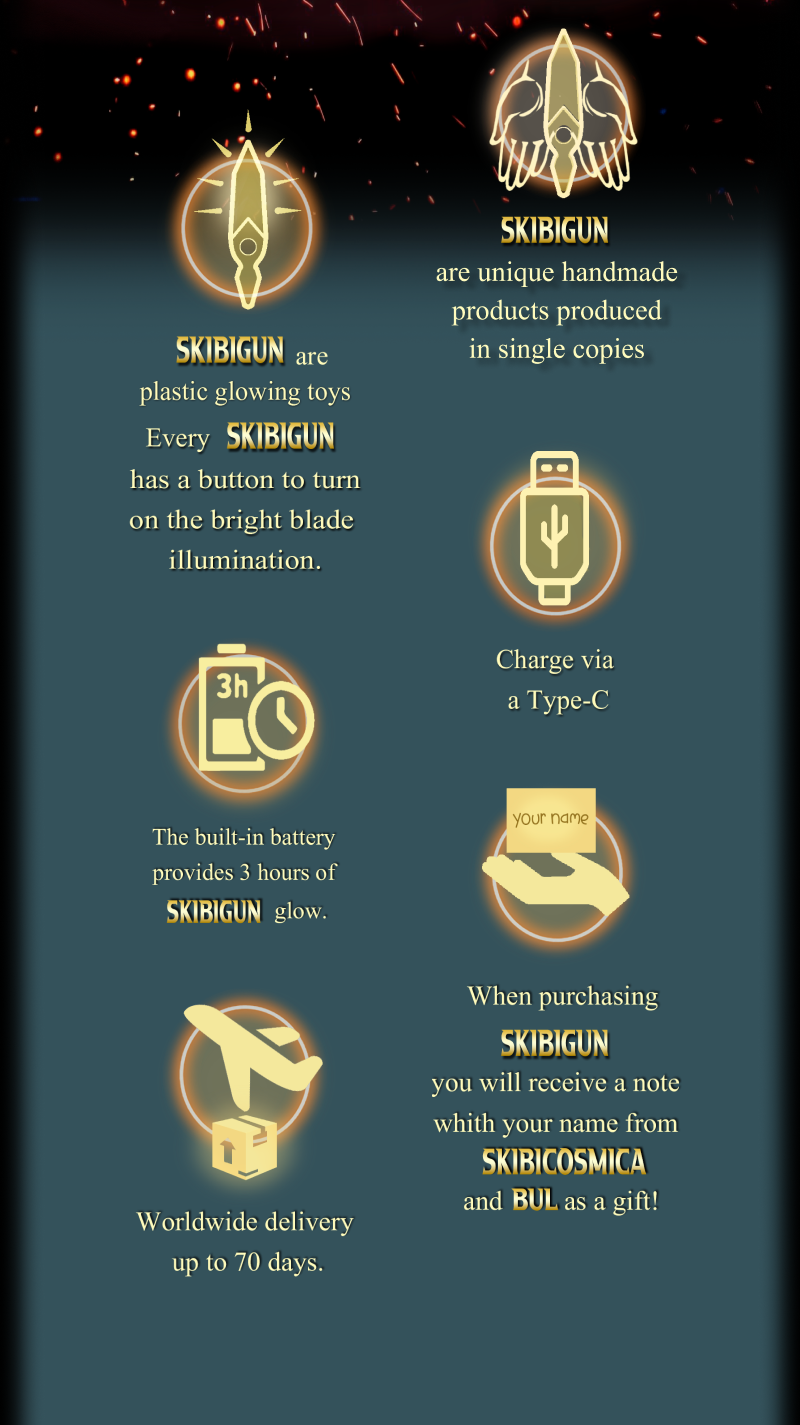 SKIBIGUN
are unique handmade
products produced
in single copies
SKIBIGUN are
plastic glowing toys
Every SKIBIGUN
has a button to turn
on the bright blade
illumination.
Charge via
a Type-C
3h
The built-in battery
provides 3 hours of
SKIBIGUN glow.
your name
When purchasing
SKIBIGUN
you will receive a note
whith your name from
SKIBICOSMICA
and BUL as a gift!
Worldwide delivery
up to 70 days.